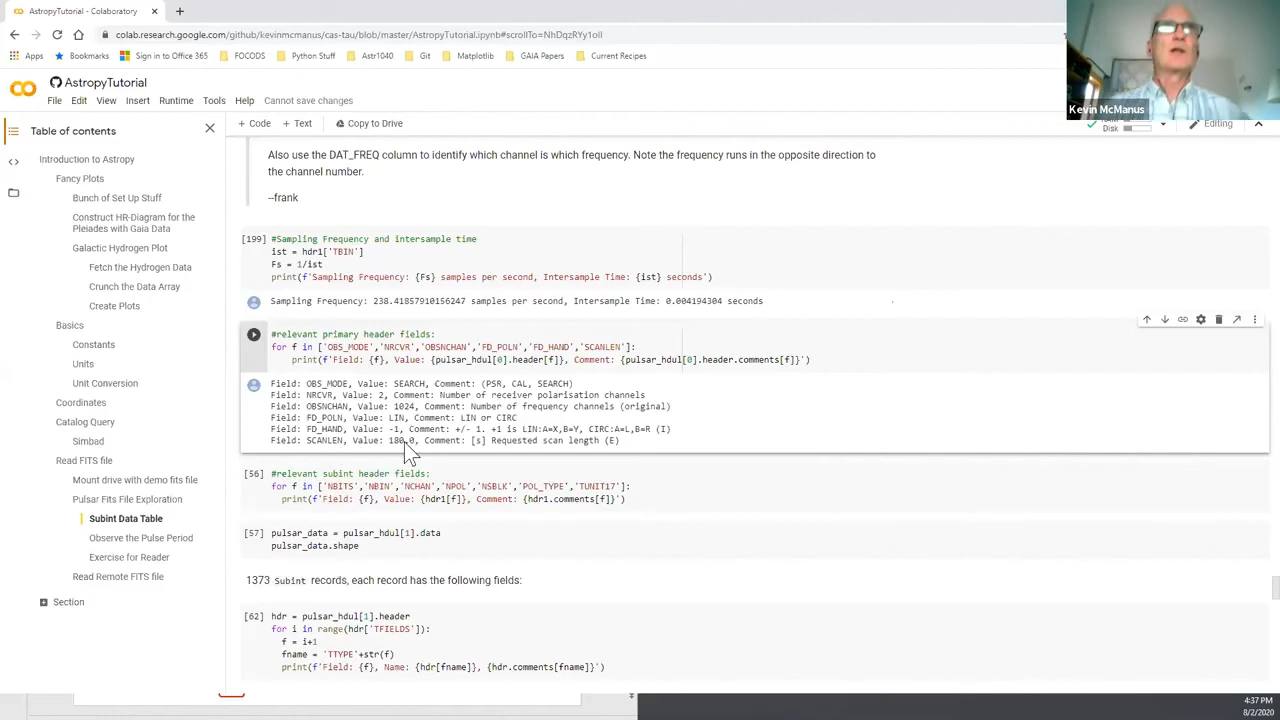 AstropyTutorial - Colaboratory
colab.research.google.com/github/kevinmcmanus/cas-tau/blob/master/AstropyTutorial.ipynb#scrollTo=NhDqzRYy1oIl
Apps
Bookmarks
Sign in to Office 365
FOCODS
Python Stuff
Astr1040
Git
Matplotlib
GAIA Papers
Current Respository
AstropyTutorial
File Edit View Insert Runtime Tools Help Cannot save changes
Kevin McManus
+ Code + Text Copy to Drive
Disk
Editing
Table of contents
Introduction to Astropy
Fancy Plots
Bunch of Set Up Stuff
Construct HR-Diagram for the
Pleiades with Gaia Data
Galactic Hydrogen Plot
Fetch the Hydrogen Data
Crunch the Data Array
Create Plots
Basics
Constants
Units
Unit Conversion
Coordinates
Catalog Query
Simbad
Read FITS file
Mount drive with demo fits file
Pulsar Fits File Exploration
Subint Data Table
Observe the Pulse Period
Exercise for Reader
Read Remote FITS file
Section
Also use the DAT_FREQ column to identify which channel is which frequency. Note the frequency runs in the opposite direction to
the channel number.
--frank
[199] #Sampling Frequency and intersample time
ist = hdr1['TBIN']
Fs = 1/ist
print(f'Sampling Frequency: {Fs} samples per second, Intersample Time: {ist} seconds')
Sampling Frequency: 238.41857910156247 samples per second, Intersample Time: 0.004194304 seconds
#relevant primary header fields:
for f in ['OBS_MODE','NRCVR','OBSNCHAN','FD_POLN','FD_HAND','SCANLEN']:
print(f'Field: {f}, Value: {pulsar_hdul[0].header[f]}, Comment: {pulsar_hdul[0].header.comments[f]}')
Field: OBS_MODE, Value: SEARCH, Comment: (PSR, CAL, SEARCH)
Field: NRCVR, Value: 2, Comment: Number of receiver polarisation channels
Field: OBSNCHAN, Value: 1024, Comment: Number of frequency channels (original)
Field: FD_POLN, Value: LIN, Comment: LIN or CIRC
Field: FD_HAND, Value: -1, Comment: +/- 1. +1 is LIN:A=X,B=Y, CIRC:A=L,B=R (I)
Field: SCANLEN, Value: 180.0, Comment: [s] Requested scan length (E)
[56] #relevant subint header fields:
for f in ['NBITS','NBIN','NCHAN','NPOL','NSBLK','POL_TYPE','TUNIT17']:
print(f'Field: {f}, Value: {hdr1[f]}, Comment: {hdr1.comments[f]}')
[57] pulsar_data = pulsar_hdul[1].data
pulsar_data.shape
1373 Subint records, each record has the following fields:
[62] hdr = pulsar_hdul[1].header
for i in range(hdr['TFIELDS']):
f = i+1
fname = 'TTYPE'+str(f)
print(f'Field: {f}, Name: {hdr[fname]}, {hdr.comments[fname]}')
4:37 PM
8/2/2020